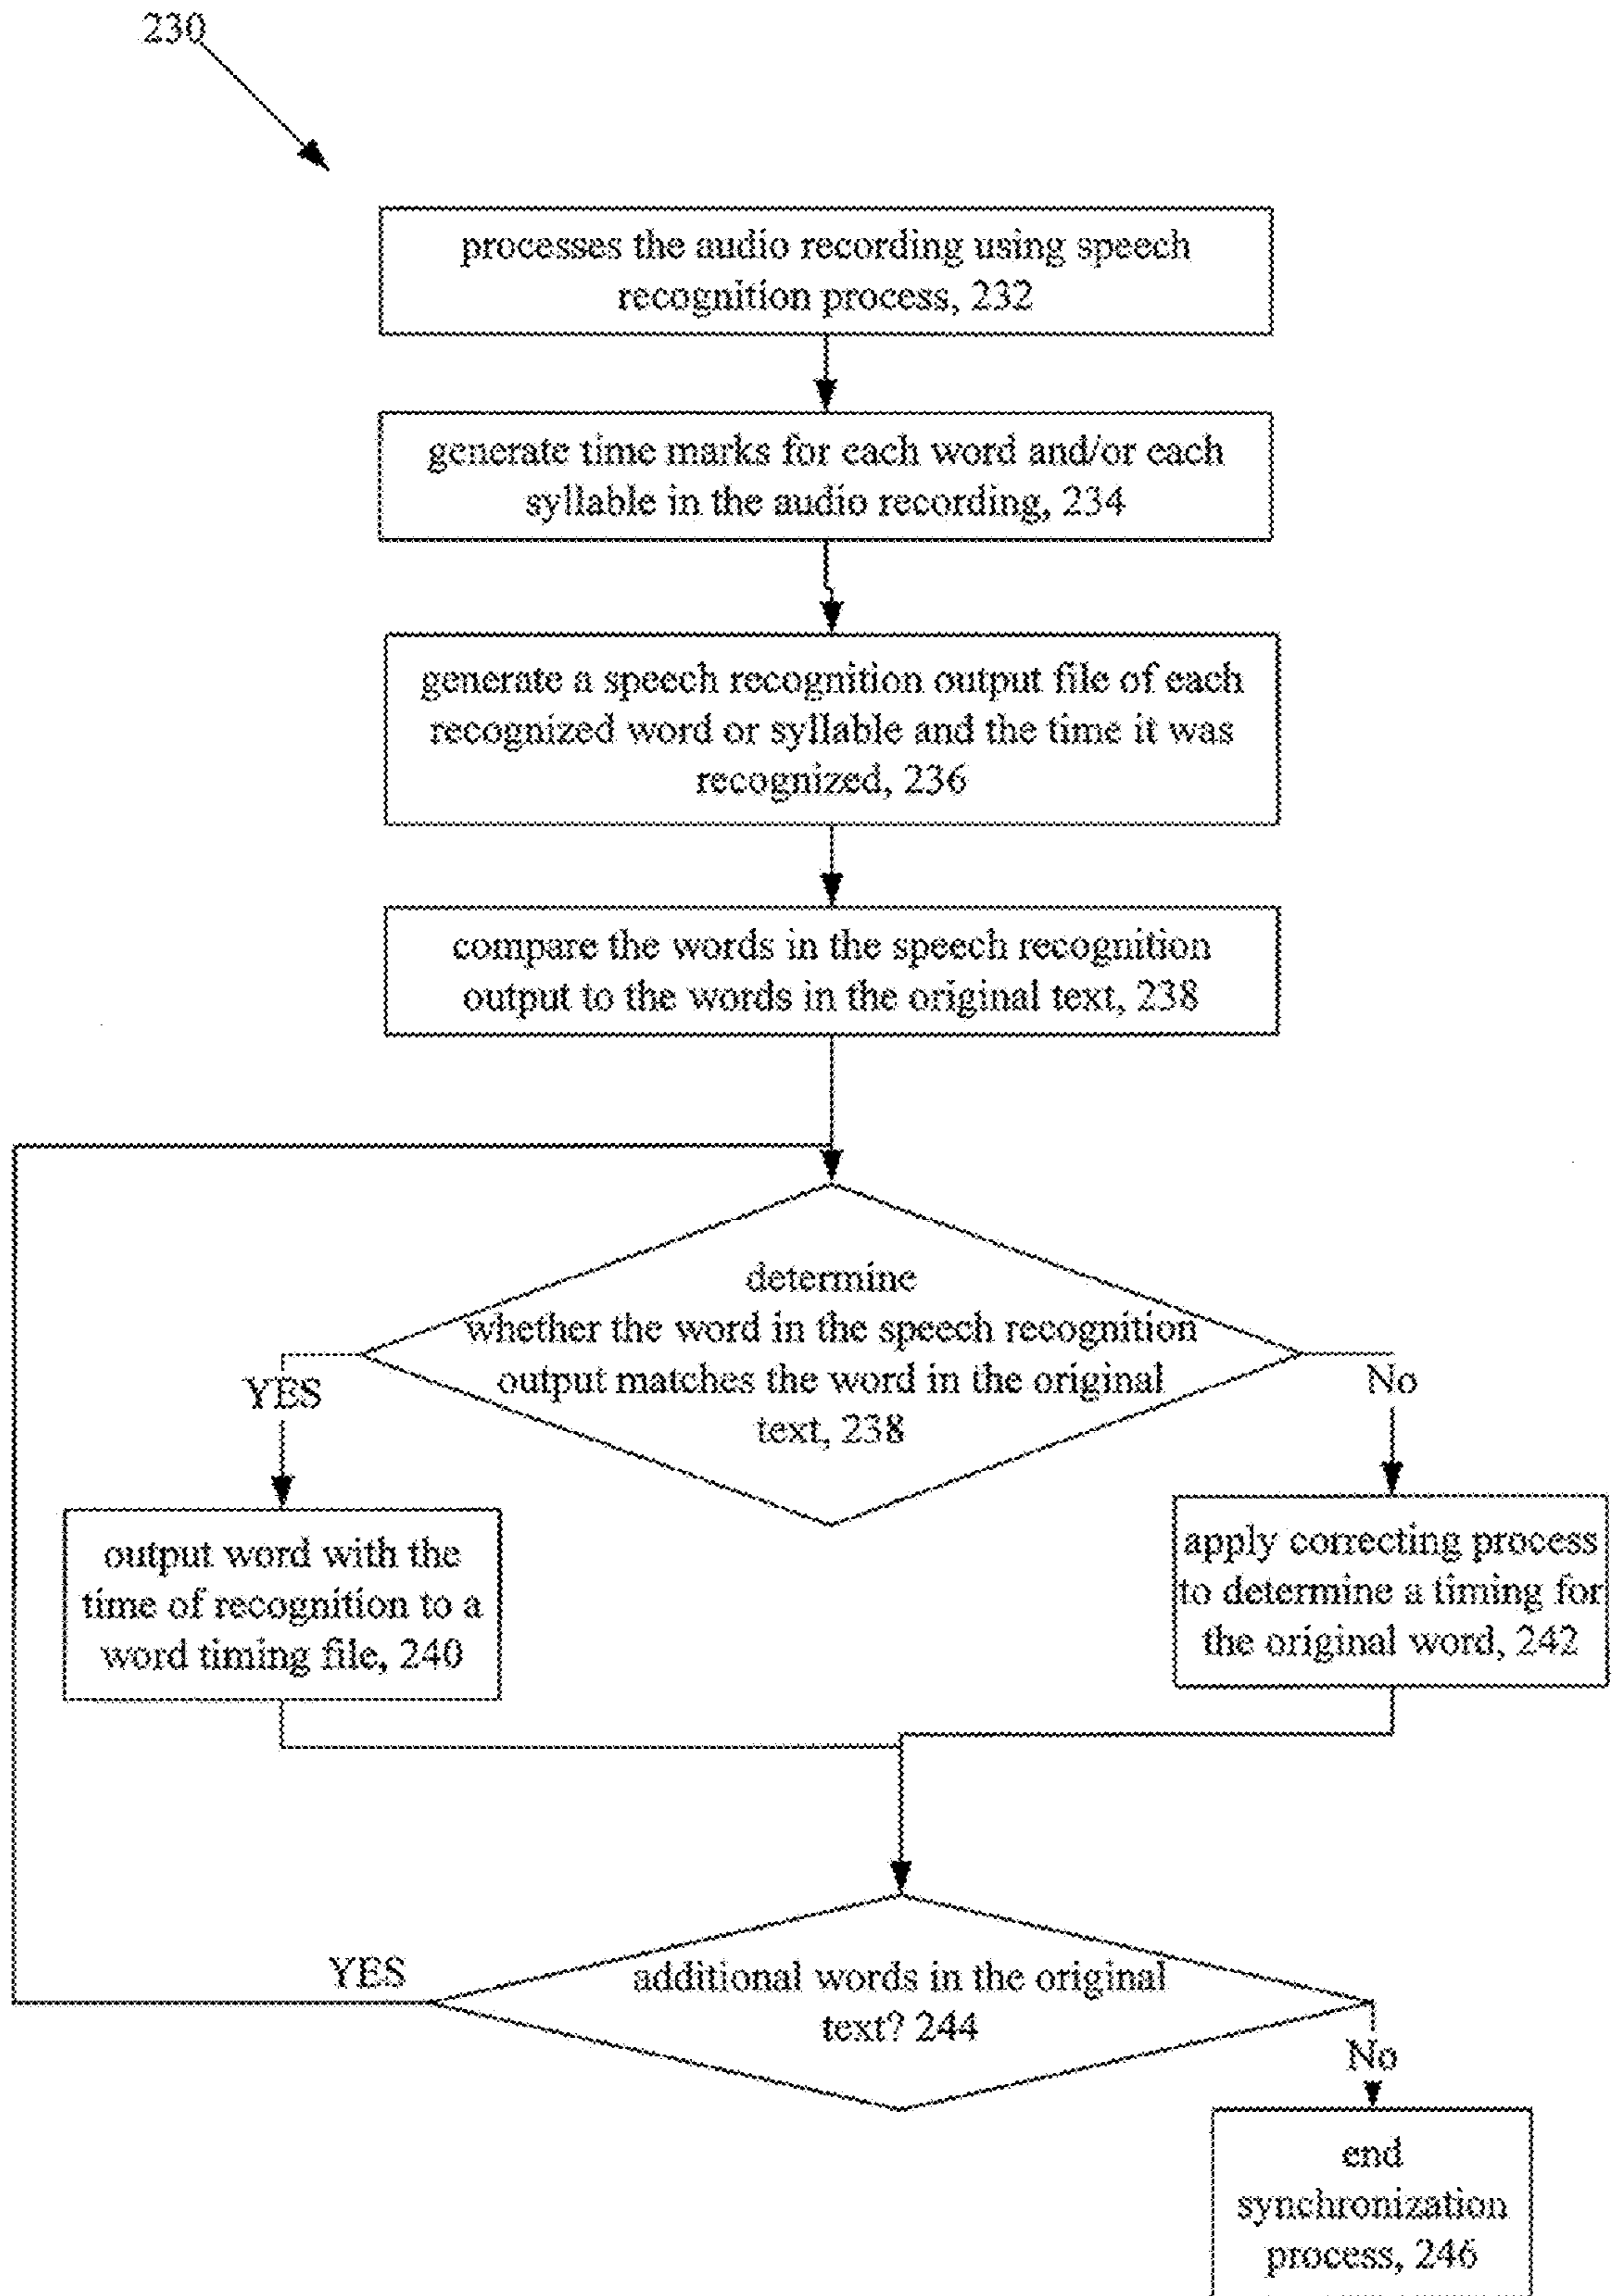 230
processes the audio recording using speech
recognition process, 232
generate time marks for each word and/or each
syllable in the audio recording, 234
generate a speech recognition output file of each
recognized word or syllable and the time it was
recognized, 236
compare the words in the speech recognition
output to the words in the original text, 238
determine
whether the word in the speech recognition
output matches the word in the original
text, 238
YES
No
output word with the
time of recognition to a
word timing file, 240
apply correcting process
to determine a timing for
the original word, 242
YES
additional words in the original
text? 244
No
end
synchronization
process, 246